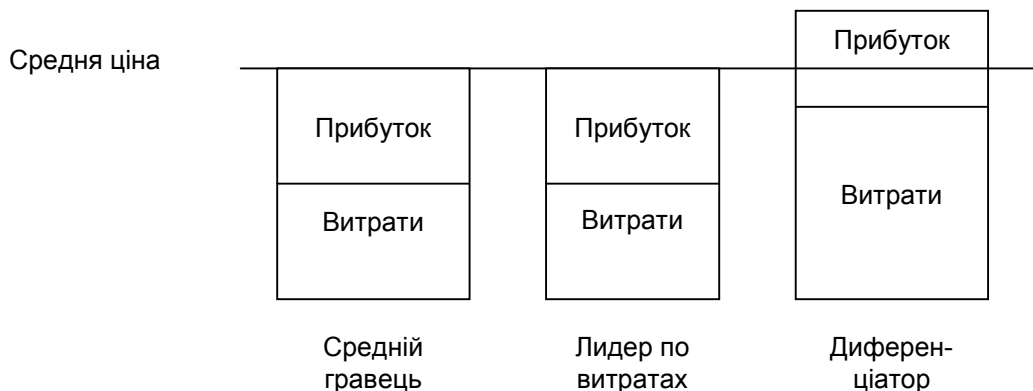 Прибуток
Средня ціна
Прибуток
Прибуток
Витрати
Витрати
Витрати
Средній
гравець
Лидер по
витратах
Диферен-
ціатор